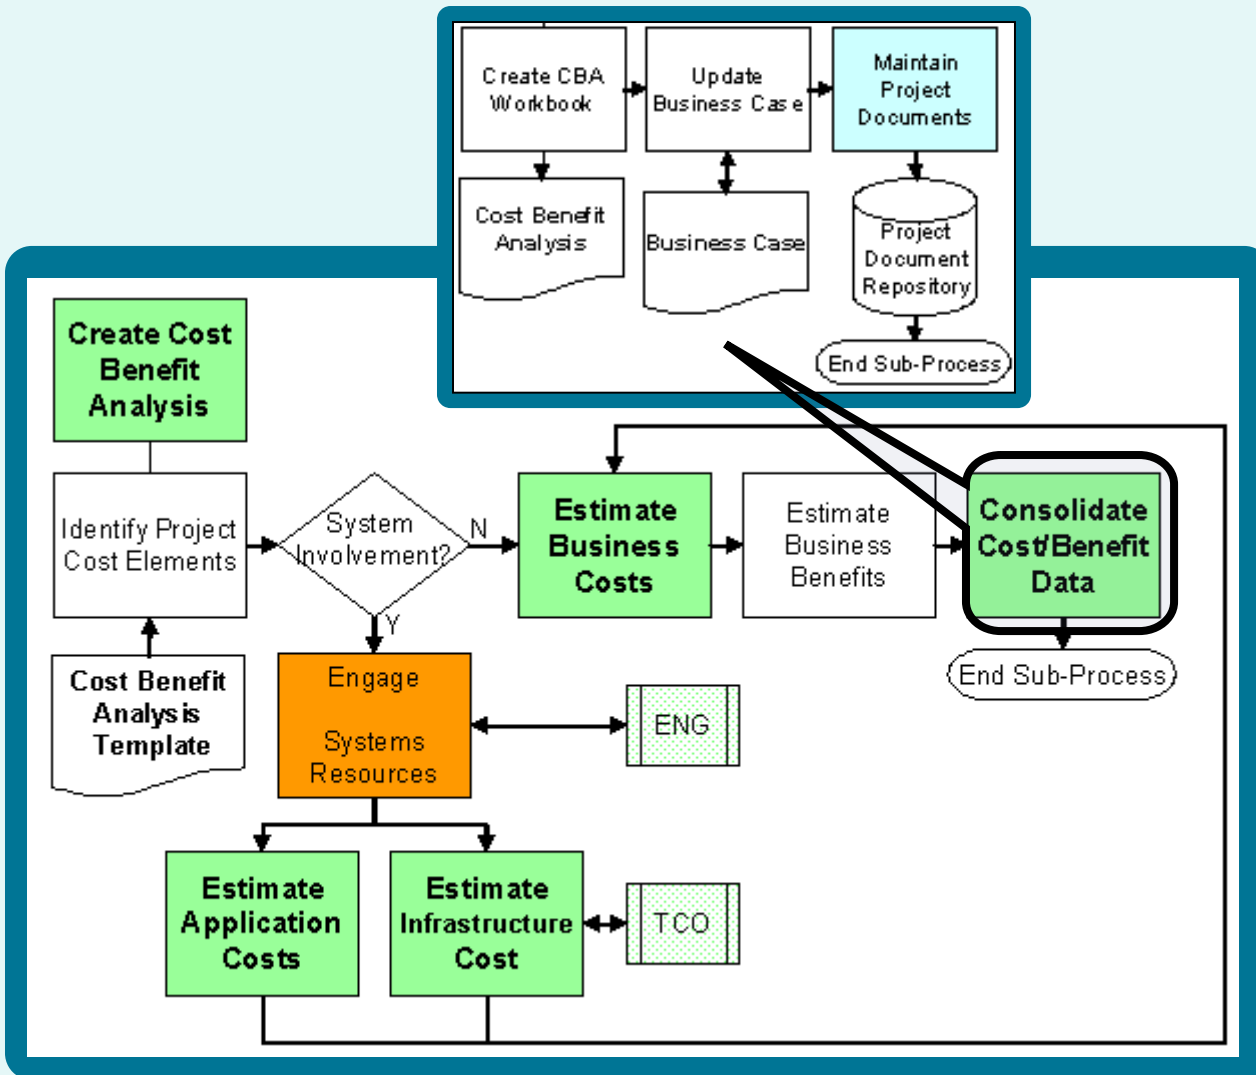 Create CBA
Workbook
Update
Business Case
Maintain
Project
Documents
Cost Benefit
Analysis
Business Case
Project
Document
Repository
End Sub-Process
Create Cost
Benefit
Analysis
Identify Project
Cost Elements
System
Involvement?
N
Y
Estimate
Business
Costs
Estimate
Business
Benefits
Consolidate
Cost/Benefit
Data
End Sub-Process
Cost Benefit
Analysis
Template
Engage
Systems
Resources
ENG
Estimate
Application
Costs
Estimate
Infrastructure
Cost
TCO